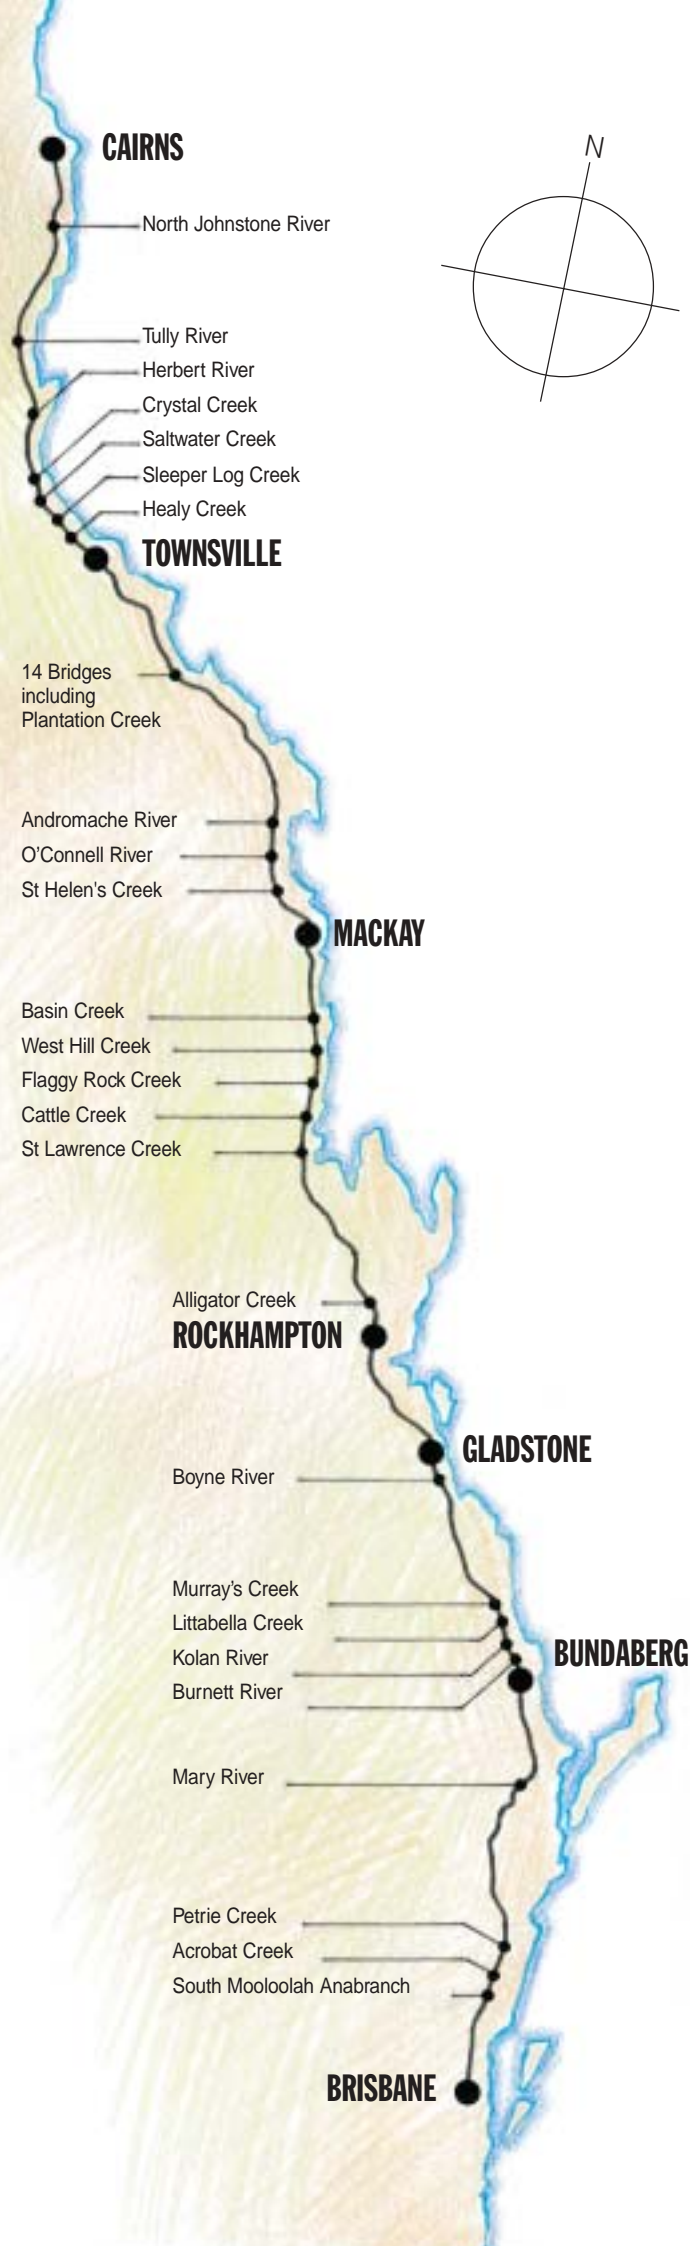 N
CAIRNS
North Johnstone River
Tully River
Herbert River
Crystal Creek
Saltwater Creek
Sleeper Log Creek
Healy Creek
TOWNSVILLE
14 Bridges
including
Plantation Creek
Andromache River
O'Connell River
St Helen's Creek
MACKAY
Basin Creek
West Hill Creek
Flaggy Rock Creek
Cattle Creek
St Lawrence Creek
Alligator Creek
ROCKHAMPTON
GLADSTONE
Boyne River
Murray's Creek
Littabella Creek
Kolan River
BUNDABERG
Burnett River
Mary River
Petrie Creek
Acrobat Creek
South Mooloolah Anabranch
BRISBANE